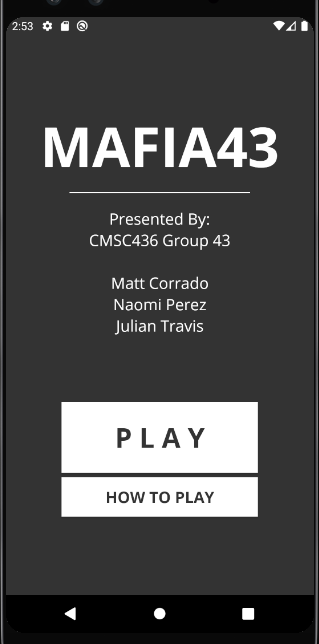 2:53
MAFIA43
Presented By:
CMSC436 Group 43
Matt Corrado
Naomi Perez
Julian Travis
PLAY
HOW TO PLAY